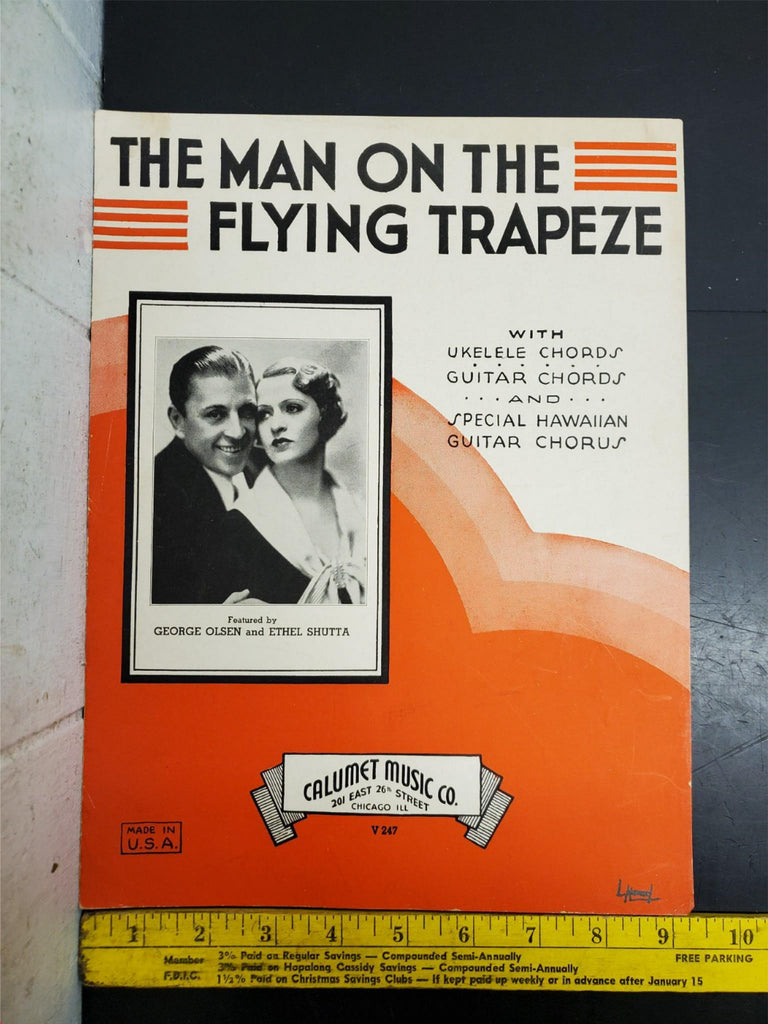 THE MAN ON THE
FLYING TRAPEZE
WITH
UKELELE CHORDS
GUITAR CHORDS
··· AND ···
SPECIAL HAWAIIAN
GUITAR CHORUS
Featured by
GEORGE OLSEN and ETHEL SHUTTA
CALUMET MUSIC CO.
201 EAST 26th STREET
CHICAGO ILL
V 247
MADE IN
U.S.A.
1 2 3 4 5 6 7 8 9 10
Member
F.D.I.C.
3% Paid on Regular Savings — Compounded Semi-Annually
3% Paid on Hopalong Cassidy Savings — Compounded Semi-Annually
1½% Paid on Christmas Savings Clubs — If kept paid up weekly or in advance after January 15
FREE PARKING